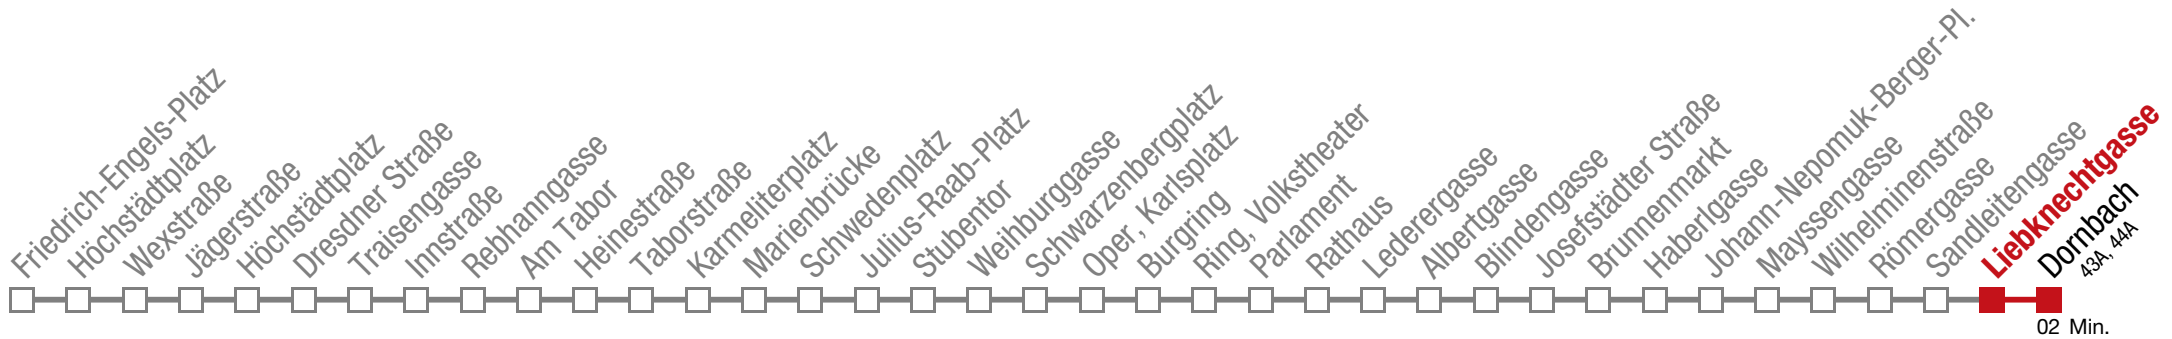 Friedrich-Engels-Platz
Höchstädtplatz
Wexstraße
Jägerstraße
Höchstädtplatz
Dresdner Straße
Traisengasse
Innstraße
Rebhanngasse
Am Tabor
Heinestraße
Taborstraße
Karmeliterplatz
Marienbrücke
Schwedenplatz
Julius-Raab-Platz
Stubentor
Weihburggasse
Schwarzenbergplatz
Oper, Karlsplatz
Burgring
Ring, Volkstheater
Parlament
Rathaus
Lederergasse
Albertgasse
Blindengasse
Josefstädter Straße
Brunnenmarkt
Haberlgasse
Johann-Nepomuk-Berger-Pl.
Mayssengasse
Wilhelminenstraße
Römergasse
Sandleitengasse
Liebknechtgasse
Dornbach
43A, 44A
02 Min.